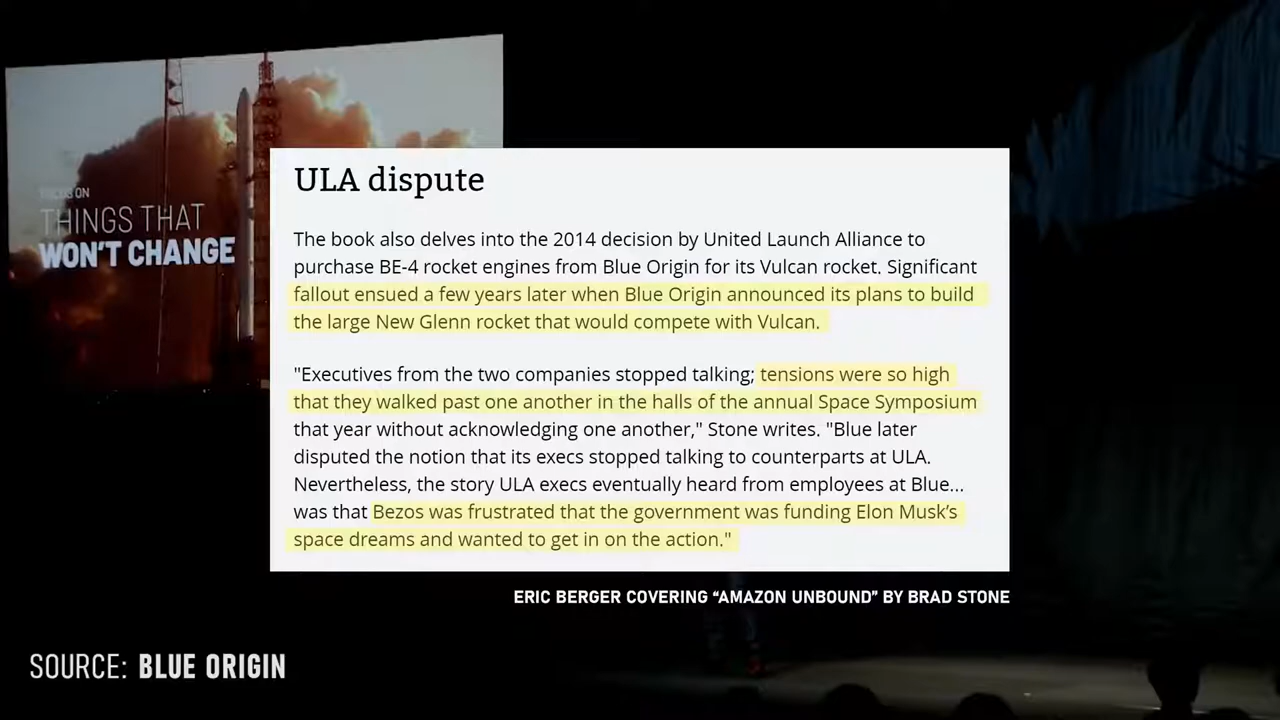 FOCUS ON
THINGS THAT
WON'T CHANGE
ULA dispute
The book also delves into the 2014 decision by United Launch Alliance to
purchase BE-4 rocket engines from Blue Origin for its Vulcan rocket. Significant
fallout ensued a few years later when Blue Origin announced its plans to build
the large New Glenn rocket that would compete with Vulcan.
"Executives from the two companies stopped talking; tensions were so high
that they walked past one another in the halls of the annual Space Symposium
that year without acknowledging one another," Stone writes. "Blue later
disputed the notion that its execs stopped talking to counterparts at ULA.
Nevertheless, the story ULA execs eventually heard from employees at Blue...
was that Bezos was frustrated that the government was funding Elon Musk's
space dreams and wanted to get in on the action."
ERIC BERGER COVERING “AMAZON UNBOUND” BY BRAD STONE
SOURCE: BLUE ORIGIN